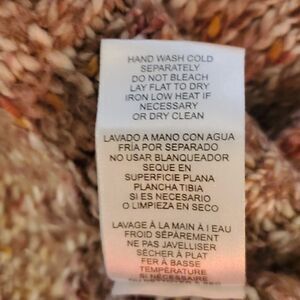 HAND WASH COLD
SEPARATELY
DO NOT BLEACH
LAY FLAT TO DRY
IRON LOW HEAT IF
NECESSARY
OR DRY CLEAN
LAVADO A MANO CON AGUA
FRIA POR SEPARADO
NO USAR BLANQUEADOR
SEQUE EN
SUPERFICIE PLANA
PLANCHA TIBIA
SI ES NECESARIO
O LIMPIEZA EN SECO
LAVAGE À LA MAIN À I EAU
FROID SÉPARÉMENT
NE PAS JAVELLISER
SÉCHER À PLAT
FER À BASSE
TEMPÉRATURE
SI NÉCESSAIRE